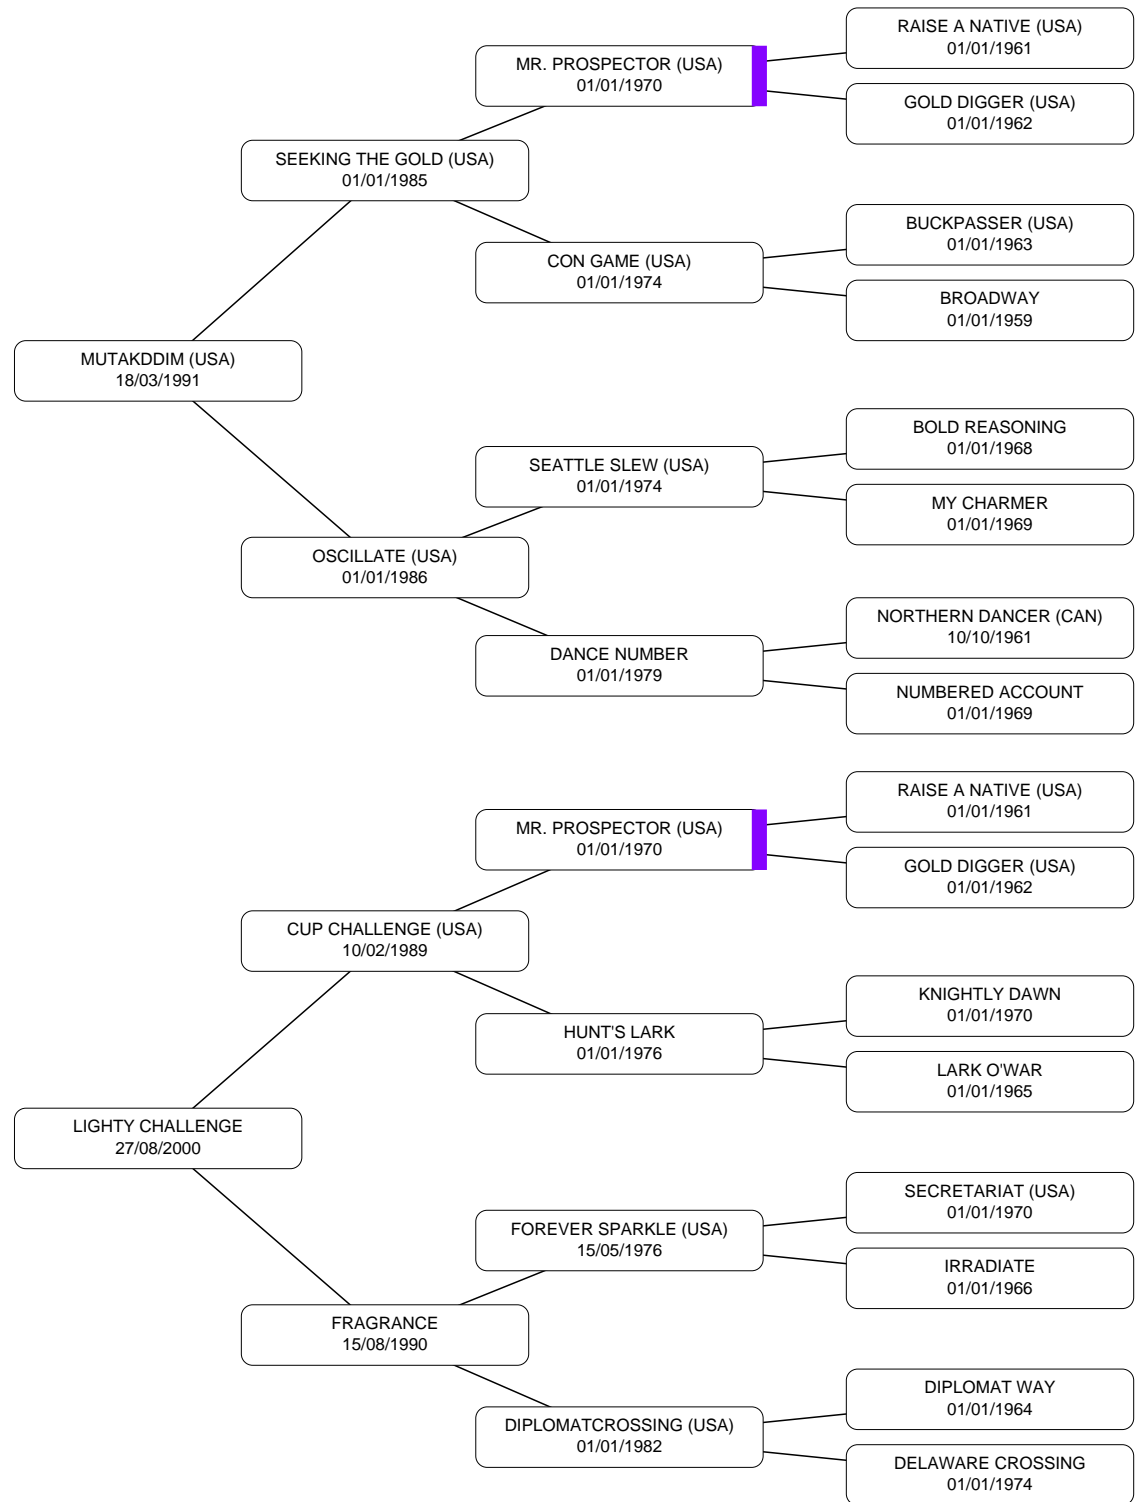 RAISE A NATIVE (USA)
01/01/1961
MR. PROSPECTOR (USA)
01/01/1970
GOLD DIGGER (USA)
01/01/1962
SEEKING THE GOLD (USA)
01/01/1985
BUCKPASSER (USA)
01/01/1963
CON GAME (USA)
01/01/1974
BROADWAY
01/01/1959
MUTAKDDIM (USA)
18/03/1991
BOLD REASONING
01/01/1968
SEATTLE SLEW (USA)
01/01/1974
MY CHARMER
01/01/1969
OSCILLATE (USA)
01/01/1986
NORTHERN DANCER (CAN)
10/10/1961
DANCE NUMBER
01/01/1979
NUMBERED ACCOUNT
01/01/1969
RAISE A NATIVE (USA)
01/01/1961
MR. PROSPECTOR (USA)
01/01/1970
GOLD DIGGER (USA)
01/01/1962
CUP CHALLENGE (USA)
10/02/1989
KNIGHTLY DAWN
01/01/1970
HUNT'S LARK
01/01/1976
LARK O'WAR
01/01/1965
LIGHTY CHALLENGE
27/08/2000
SECRETARIAT (USA)
01/01/1970
FOREVER SPARKLE (USA)
15/05/1976
IRRADIATE
01/01/1966
FRAGRANCE
15/08/1990
DIPLOMAT WAY
01/01/1964
DIPLOMATCROSSING (USA)
01/01/1982
DELAWARE CROSSING
01/01/1974